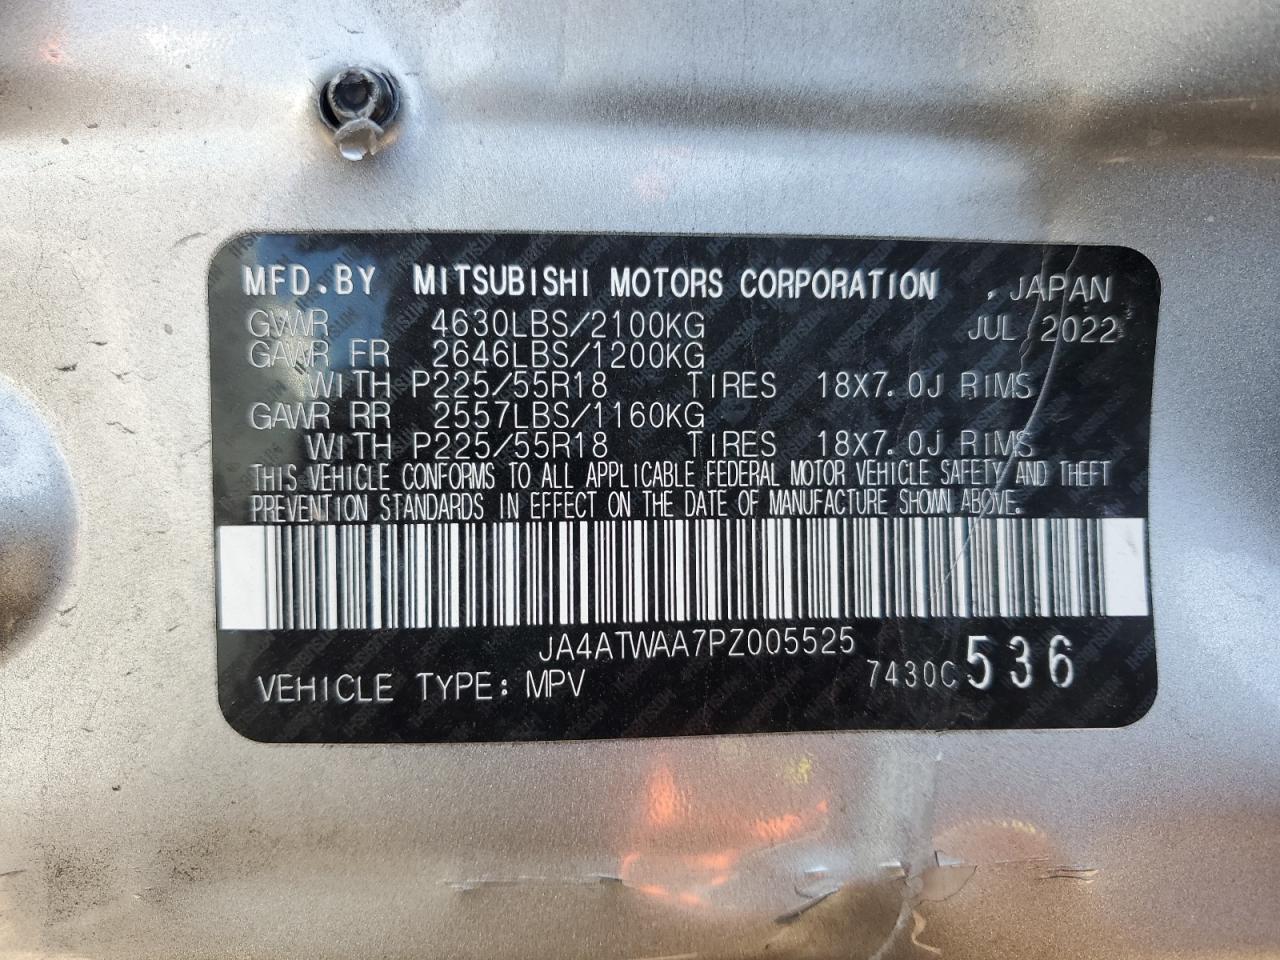 MFD.BY MITSUBISHI MOTORS CORPORATION . JAPAN
GVWR 4630LBS/2100KG JUL 2022
GAWR FR 2646LBS/1200KG
WITH P225/55R18 TIRES 18X7.0J RIMS
GAWR RR 2557LBS/1160KG
WITH P225/55R18 TIRES 18X7.0J RIMS
THIS VEHICLE CONFORMS TO ALL APPLICABLE FEDERAL MOTOR VEHICLE SAFETY AND THEFT
PREVENTION STANDARDS IN EFFECT ON THE DATE OF MANUFACTURE SHOWN ABOVE.
JA4ATWAA7PZ005525
VEHICLE TYPE: MPV 7430C 536